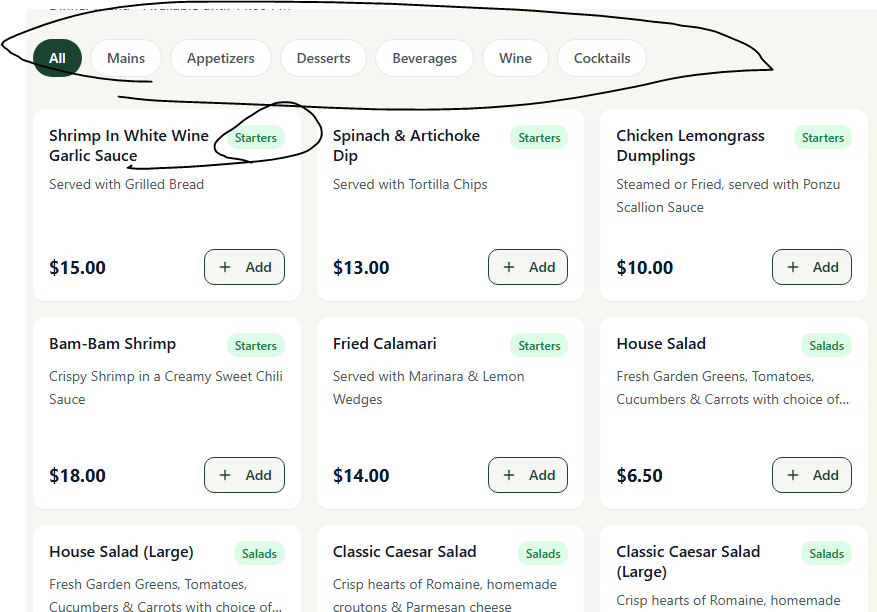 All Mains Appetizers Desserts Beverages Wine Cocktails
Shrimp In White Wine Garlic Sauce
Starters
Served with Grilled Bread
$15.00
+ Add
Spinach & Artichoke Dip
Starters
Served with Tortilla Chips
$13.00
+ Add
Chicken Lemongrass Dumplings
Starters
Steamed or Fried, served with Ponzu
Scallion Sauce
$10.00
+ Add
Bam-Bam Shrimp
Starters
Crispy Shrimp in a Creamy Sweet Chili
Sauce
$18.00
+ Add
Fried Calamari
Starters
Served with Marinara & Lemon
Wedges
$14.00
+ Add
House Salad
Salads
Fresh Garden Greens, Tomatoes,
Cucumbers & Carrots with choice of...
$6.50
+ Add
House Salad (Large)
Salads
Fresh Garden Greens, Tomatoes,
Cucumbers & Carrots with choice of...
Classic Caesar Salad
Salads
Crisp hearts of Romaine, homemade
croutons & Parmesan cheese
Classic Caesar Salad
(Large)
Salads
Crisp hearts of Romaine, homemade